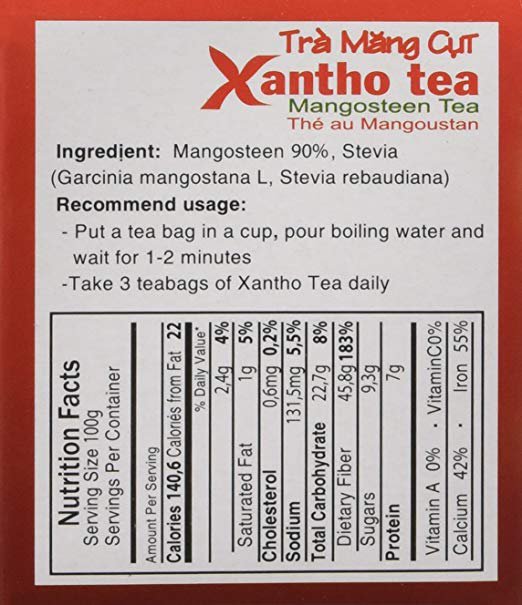 Trà Măng CụT
Xantho tea
Mangosteen Tea
Thé au Mangoustan
Ingredịent: Mangosteen 90%, Stevia
(Garcinia mangostana L, Stevia rebaudiana)
Recommend usage:
- Put a tea bag in a cup, pour boiling water and
wait for 1-2 minutes
-Take 3 teabags of Xantho Tea daily
Nutrition Facts
Serving Size 100g
Servings Per Container
Amount Per Serving
Calories 140,6 Calories from Fat 22
% Daily Value*
2,4g 4%
Saturated Fat 1g 5%
Cholesterol 0,6mg 0,2%
Sodium 131,5mg 5,5%
Total Carbohydrate 22,7g 8%
Dietary Fiber 45,8g 183%
Sugars 9,3g
Protein 7g
Vitamin A 0% · VitaminC0%
Calcium 42% · Iron 55%